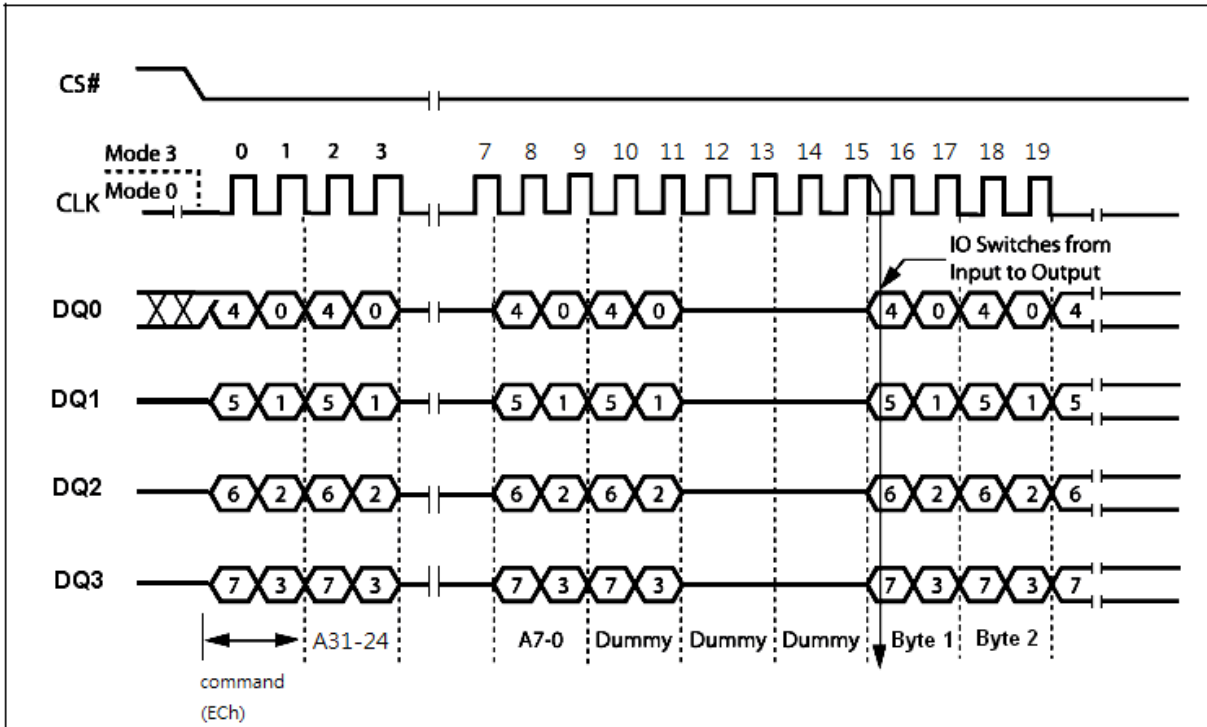 CS#
Mode 3
0 1 2 3 7 8 9 10 11 12 13 14 15 16 17 18 19
Mode 0
CLK
IO Switches from
Input to Output
DQ0 4 0 4 0 4 0 4 0 4 0 4 0 4
DQ1 5 1 5 1 5 1 5 1 5 1 5 1 5
DQ2 6 2 6 2 6 2 6 2 6 2 6 2 6
DQ3 7 3 7 3 7 3 7 3 7 3 7 3 7
A31-24 A7-0 Dummy Dummy Dummy Byte 1 Byte 2
command
(ECh)